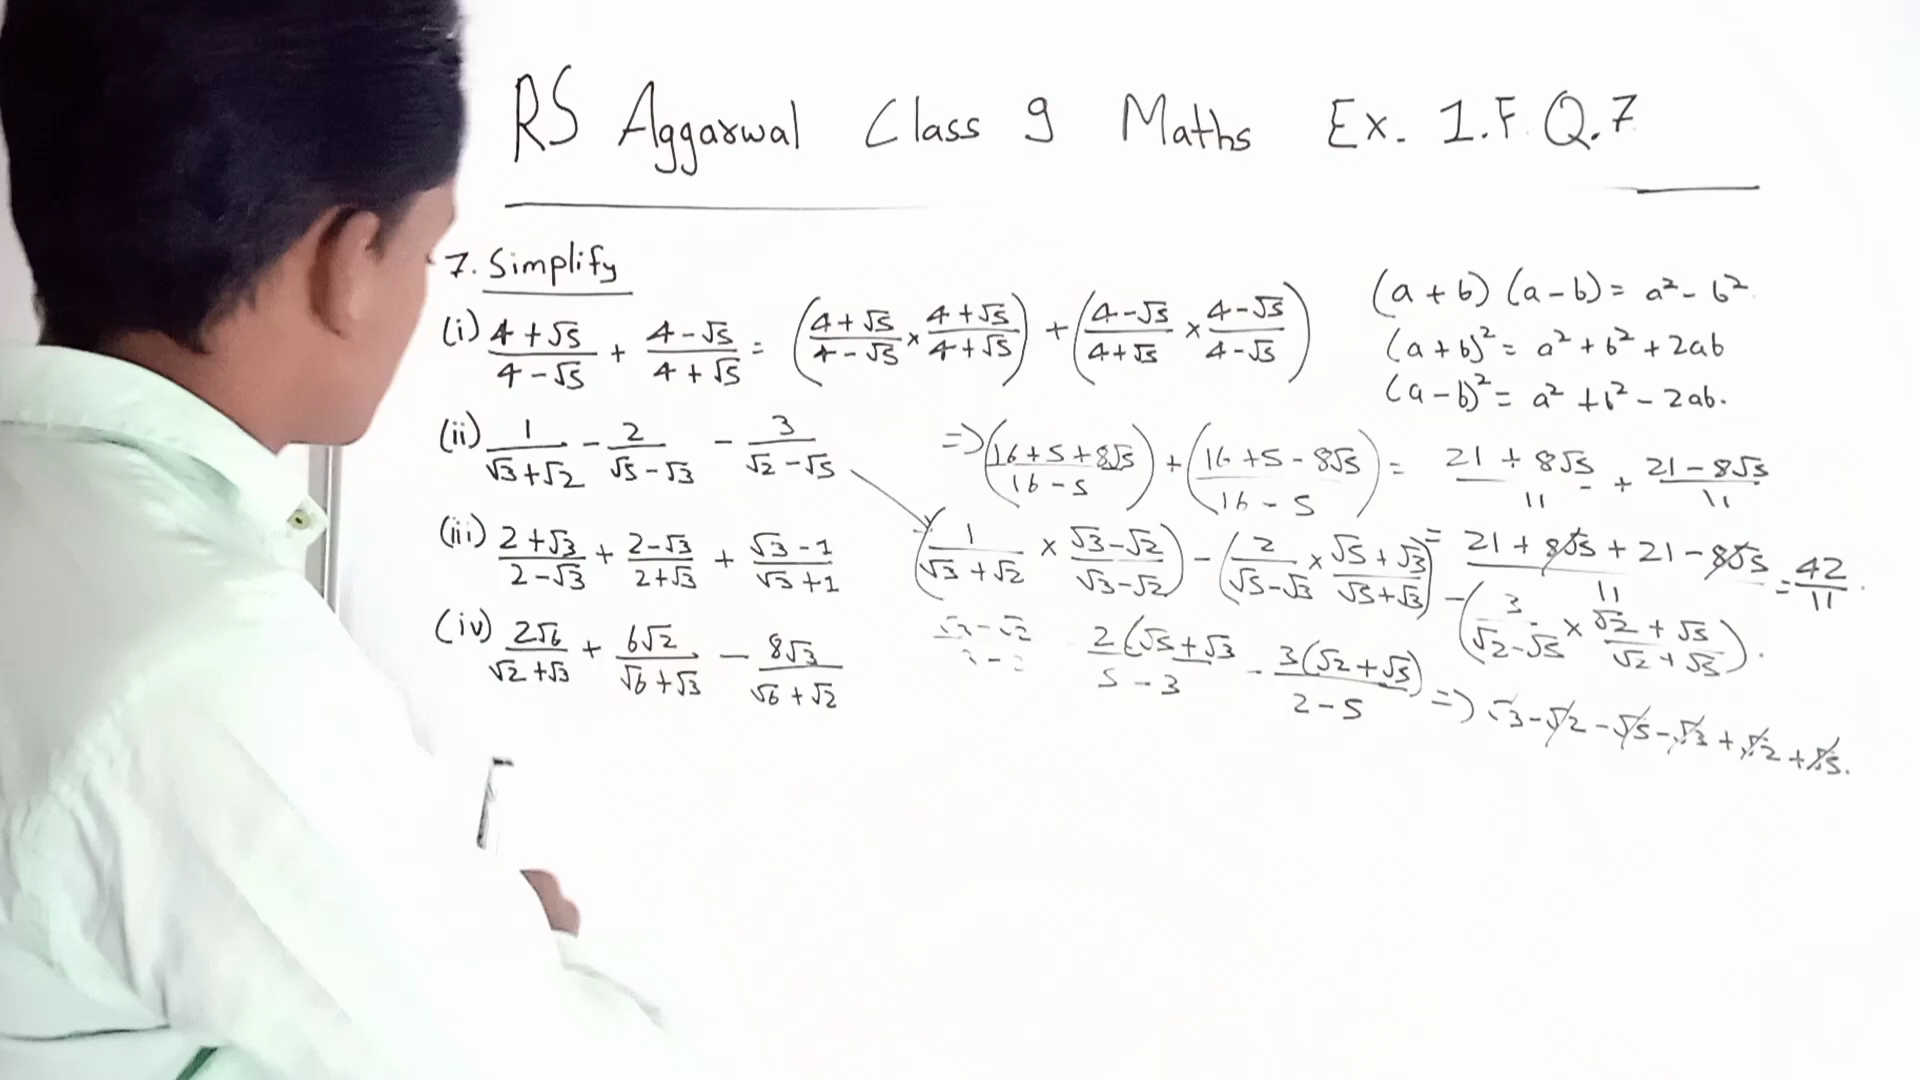 RS Aggarwal Class 9 Maths Ex. 1.F. Q.7
7. Simplify
(i) (4+√5)/(4-√5) + (4-√5)/(4+√5) = ((4+√5)/(4-√5) × (4+√5)/(4+√5)) + ((4-√5)/(4+√5) × (4-√5)/(4-√5))
(a+b) (a-b) = a² - b²
(a+b)² = a² + b² + 2ab
(a-b)² = a² + b² - 2ab.
(ii) 1/(√3+√2) - 2/(√5-√3) - 3/(√2-√5)
=> ((16+5+8√5)/(16-5)) + ((16+5-8√5)/(16-5)) = (21+8√5)/11 + (21-8√5)/11
= (21+8√5+21-8√5)/11 = 42/11.
(iii) (2+√3)/(2-√3) + (2-√3)/(2+√3) + (√3-1)/(√3+1)
(1/(√3+√2) × (√3-√2)/(√3-√2)) - (2/(√5-√3) × (√5+√3)/(√5+√3)) - (3/(√2-√5) × (√2+√5)/(√2+√5)).
(iv) 2√6/(√2+√3) + 6√2/(√6+√3) - 8√3/(√6+√2)
2(√5+√3)/(5-3) - 3(√2+√5)/(2-5) => √3-√2-√5-√3+√2+√5.